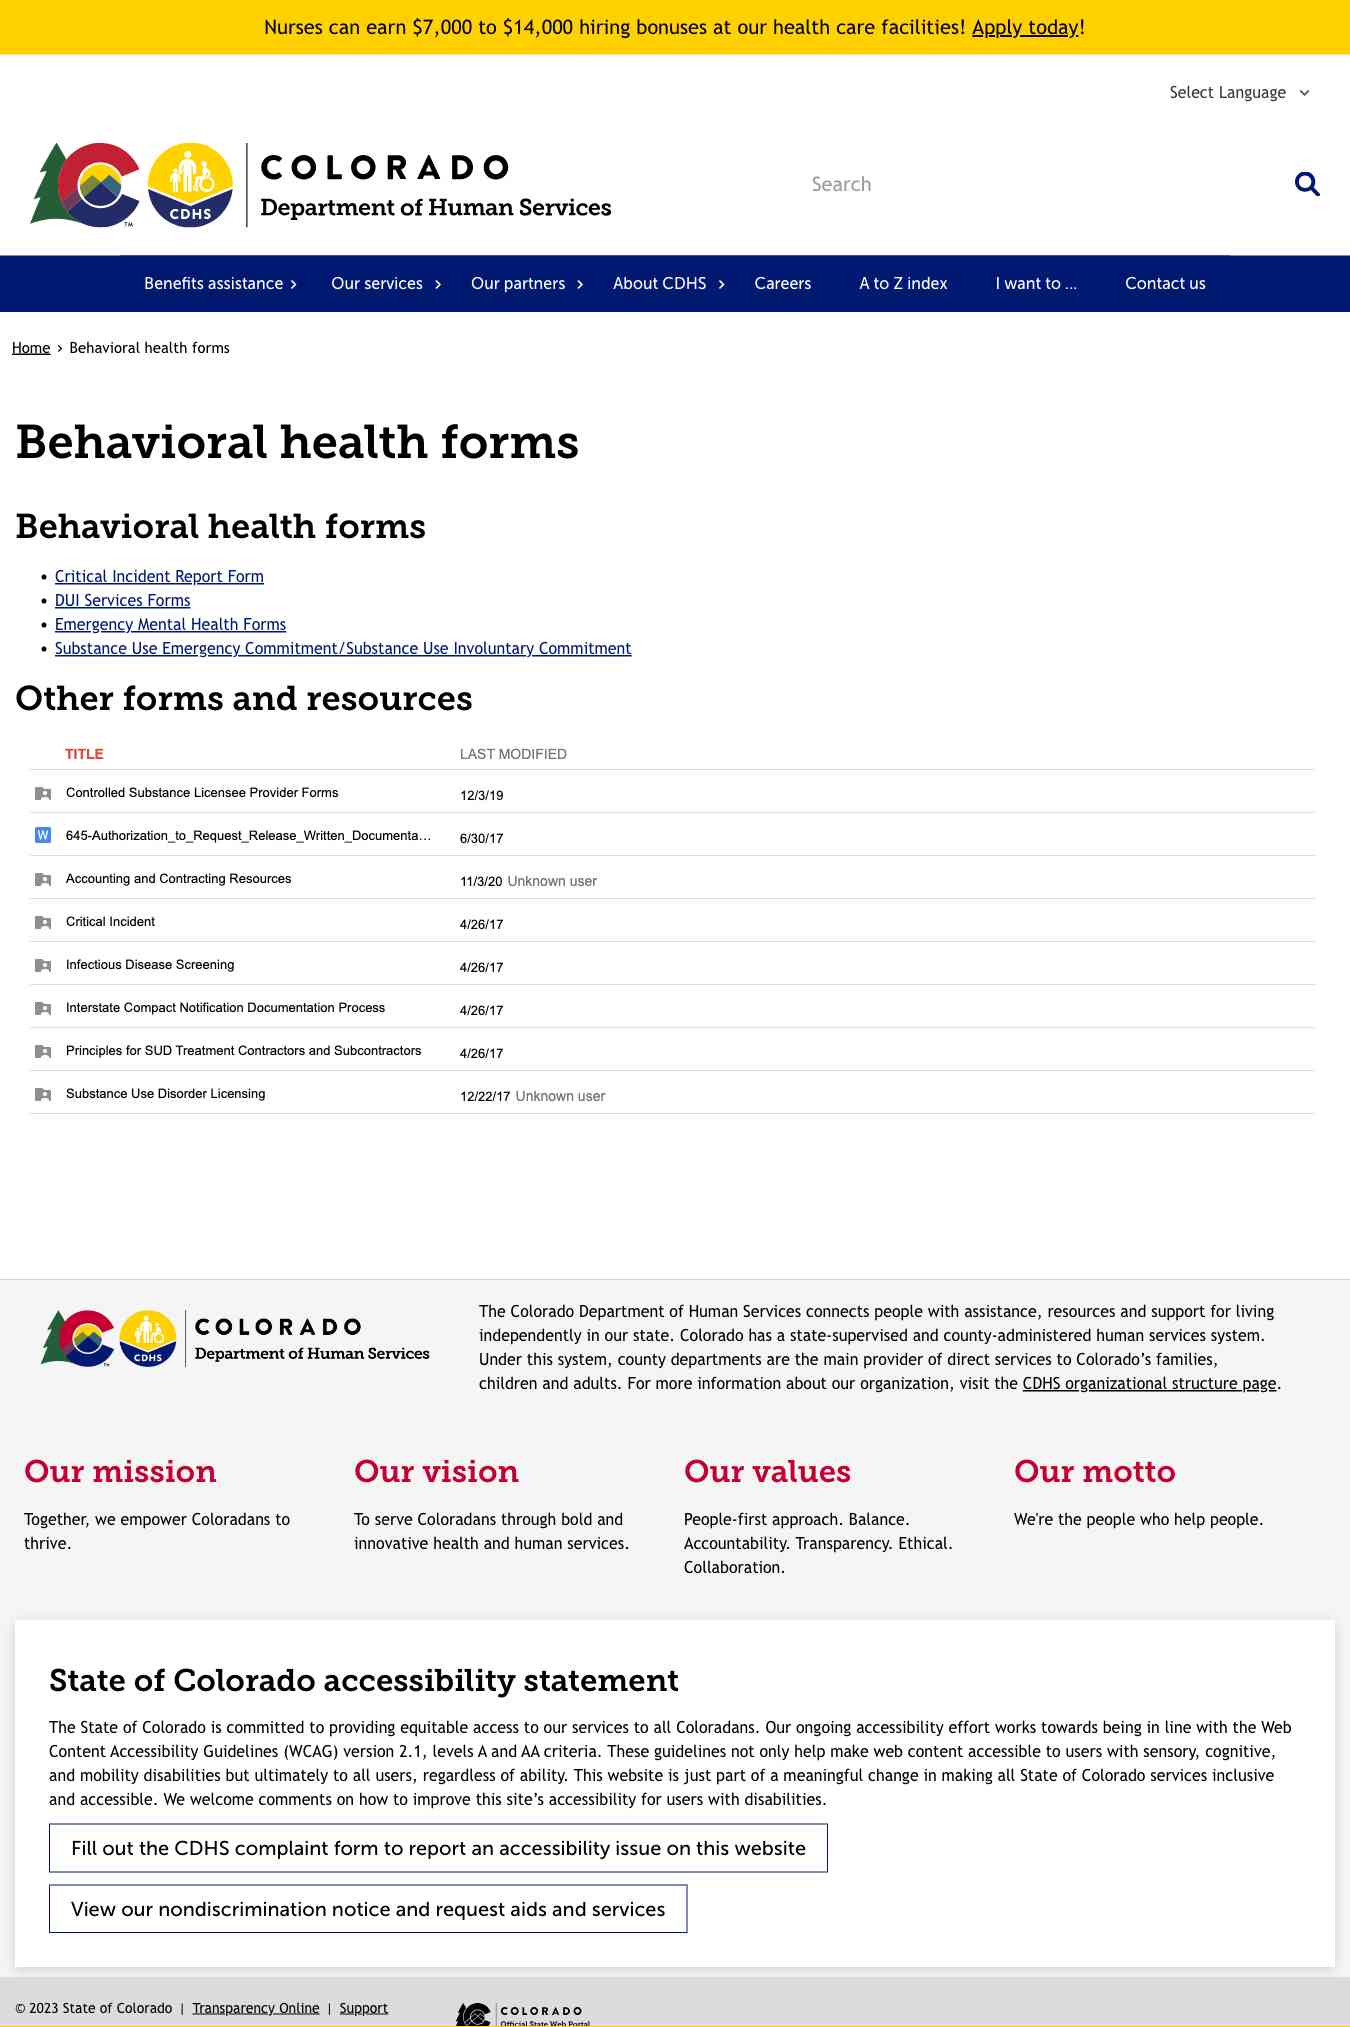 Nurses can earn $7,000 to $14,000 hiring bonuses at our health care facilities! Apply today!
Select Language
CDHS
TM
COLORADO
Department of Human Services
Search
Benefits assistance › Our services › Our partners › About CDHS › Careers A to Z index I want to ... Contact us
Home › Behavioral health forms
Behavioral health forms
Behavioral health forms
• Critical Incident Report Form
• DUI Services Forms
• Emergency Mental Health Forms
• Substance Use Emergency Commitment/Substance Use Involuntary Commitment
Other forms and resources
TITLE LAST MODIFIED
Controlled Substance Licensee Provider Forms 12/3/19
W 645-Authorization_to_Request_Release_Written_Documenta... 6/30/17
Accounting and Contracting Resources 11/3/20 Unknown user
Critical Incident 4/26/17
Infectious Disease Screening 4/26/17
Interstate Compact Notification Documentation Process 4/26/17
Principles for SUD Treatment Contractors and Subcontractors 4/26/17
Substance Use Disorder Licensing 12/22/17 Unknown user
CDHS
TM
COLORADO
Department of Human Services
The Colorado Department of Human Services connects people with assistance, resources and support for living
independently in our state. Colorado has a state-supervised and county-administered human services system.
Under this system, county departments are the main provider of direct services to Colorado’s families,
children and adults. For more information about our organization, visit the CDHS organizational structure page.
Our mission
Together, we empower Coloradans to
thrive.
Our vision
To serve Coloradans through bold and
innovative health and human services.
Our values
People-first approach. Balance.
Accountability. Transparency. Ethical.
Collaboration.
Our motto
We're the people who help people.
State of Colorado accessibility statement
The State of Colorado is committed to providing equitable access to our services to all Coloradans. Our ongoing accessibility effort works towards being in line with the Web
Content Accessibility Guidelines (WCAG) version 2.1, levels A and AA criteria. These guidelines not only help make web content accessible to users with sensory, cognitive,
and mobility disabilities but ultimately to all users, regardless of ability. This website is just part of a meaningful change in making all State of Colorado services inclusive
and accessible. We welcome comments on how to improve this site’s accessibility for users with disabilities.
Fill out the CDHS complaint form to report an accessibility issue on this website
View our nondiscrimination notice and request aids and services
© 2023 State of Colorado | Transparency Online | Support
COLORADO
Official State Web Portal